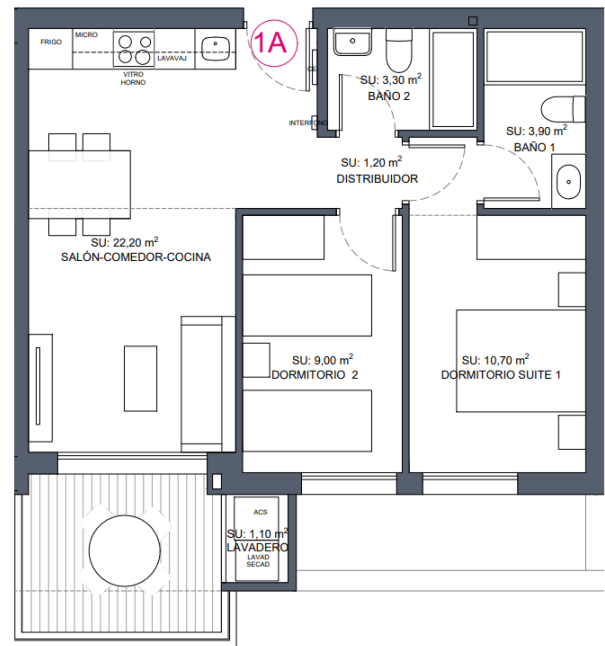 1A
FRIGO
MICRO
LAVAVAJ
VITRO
HORNO
CE
INTERFONO
SU: 3,30 m²
BAÑO 2
SU: 3,90 m²
BAÑO 1
SU: 1,20 m²
DISTRIBUIDOR
SU: 22,20 m²
SALÓN-COMEDOR-COCINA
SU: 9,00 m²
DORMITORIO 2
SU: 10,70 m²
DORMITORIO SUITE 1
ACS
SU: 1,10 m²
LAVADERO
LAVAD
SECAD